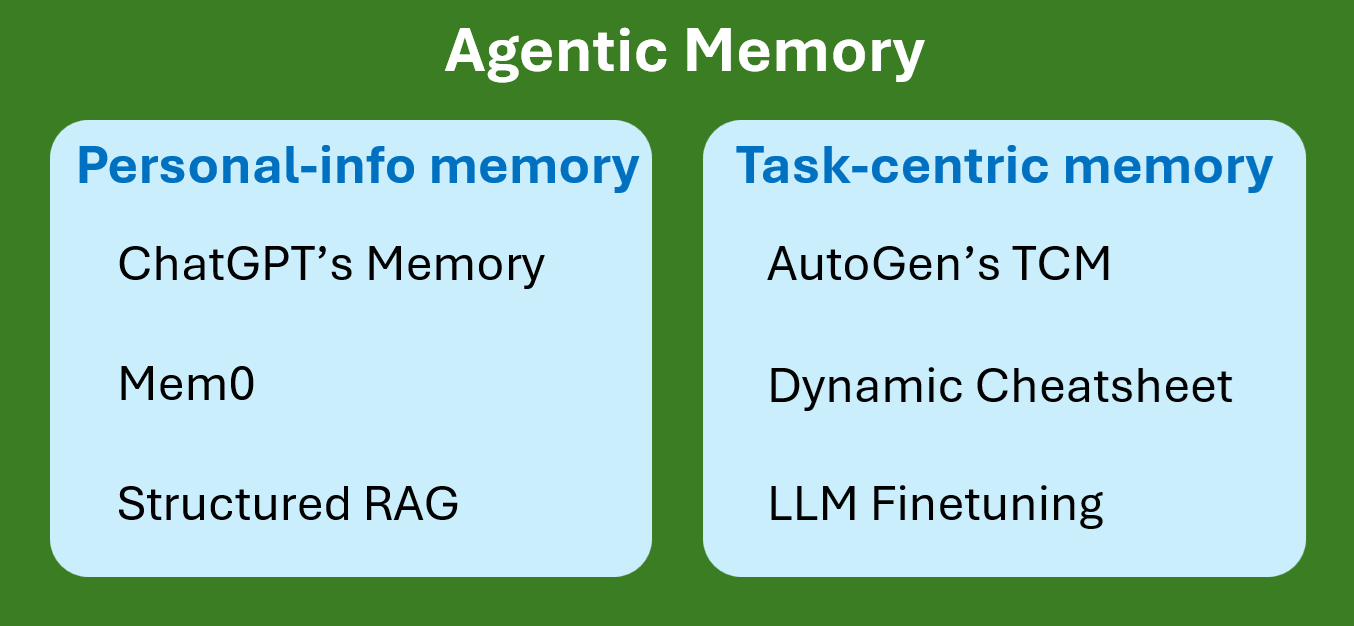 Agentic Memory
Personal-info memory
ChatGPT’s Memory
Mem0
Structured RAG
Task-centric memory
AutoGen’s TCM
Dynamic Cheatsheet
LLM Finetuning